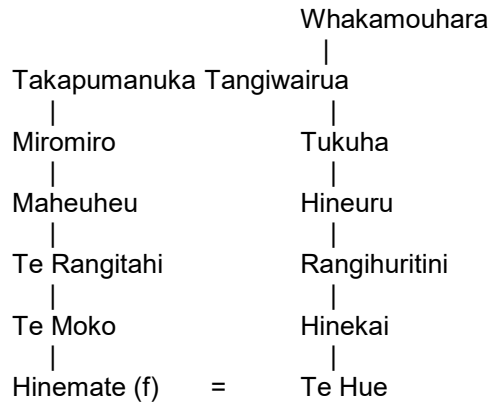 Whakamouhara
|
Takapumanuka Tangiwairua
| |
Miromiro Tukuha
| |
Maheuheu Hineuru
| |
Te Rangitahi Rangihuritini
| |
Te Moko Hinekai
| |
Hinemate (f) = Te Hue